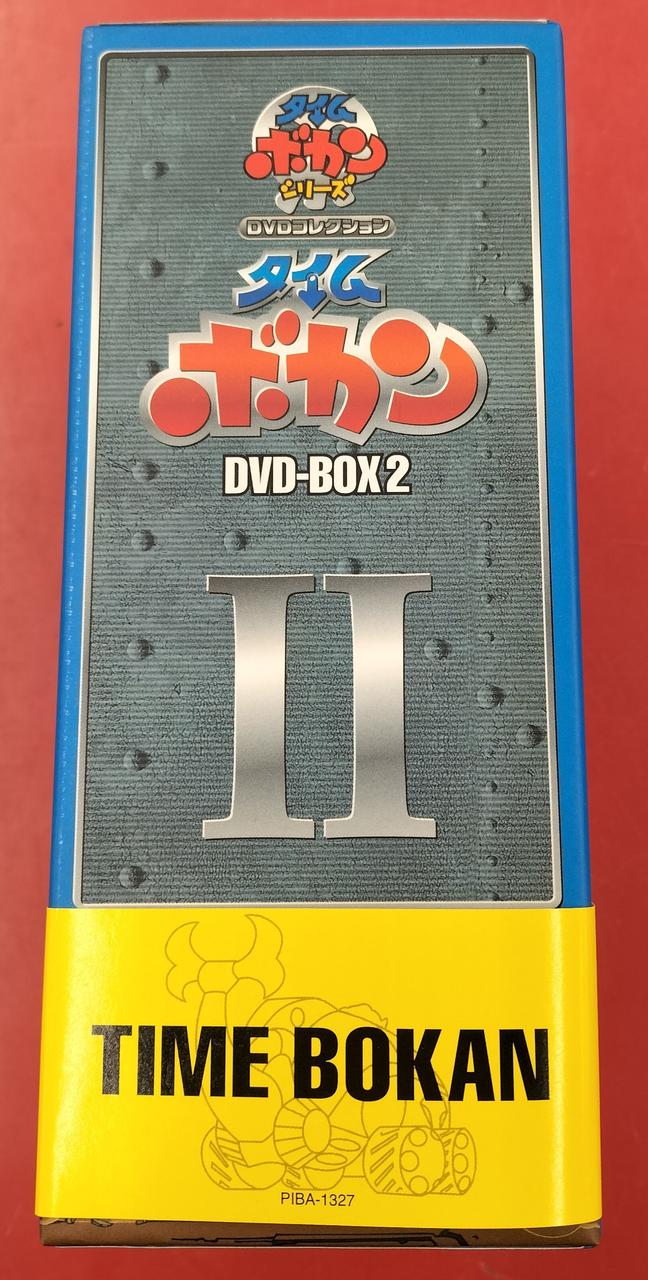 タイム
ボカン
シリーズ
DVDコレクション
タイム
ボカン
DVD-BOX2
II
TIME BOKAN
PIBA-1327